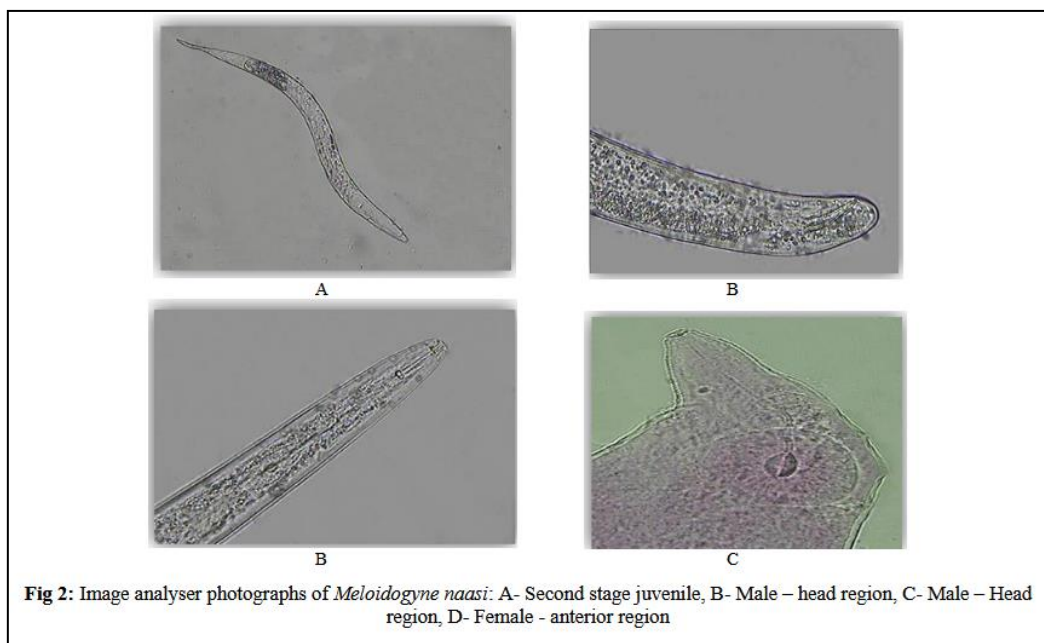 A
B
B
C
Fig 2: Image analyser photographs of Meloidogyne naasi: A- Second stage juvenile, B- Male – head region, C- Male – Head
region, D- Female - anterior region